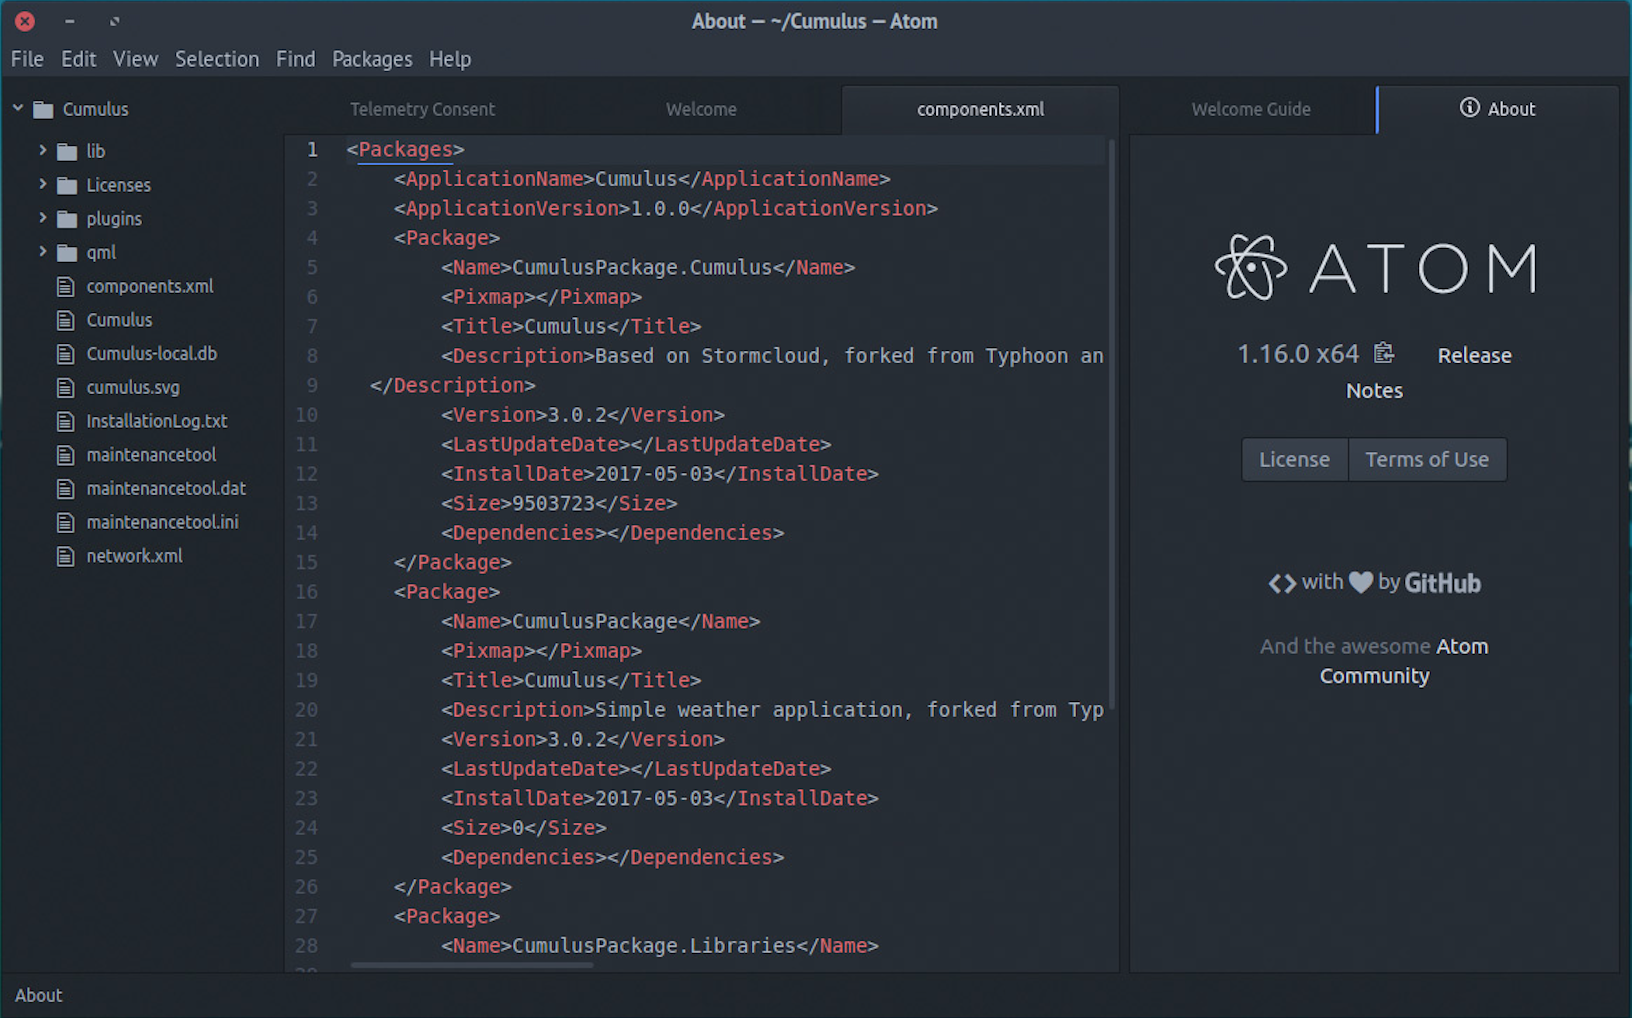 About — ~/Cumulus — Atom
File Edit View Selection Find Packages Help
Cumulus
lib
Licenses
plugins
qml
components.xml
Cumulus
Cumulus-local.db
cumulus.svg
InstallationLog.txt
maintenancetool
maintenancetool.dat
maintenancetool.ini
network.xml
Telemetry Consent Welcome components.xml
1 <Packages>
2 <ApplicationName>Cumulus</ApplicationName>
3 <ApplicationVersion>1.0.0</ApplicationVersion>
4 <Package>
5 <Name>CumulusPackage.Cumulus</Name>
6 <Pixmap></Pixmap>
7 <Title>Cumulus</Title>
8 <Description>Based on Stormcloud, forked from Typhoon an
9 </Description>
10 <Version>3.0.2</Version>
11 <LastUpdateDate></LastUpdateDate>
12 <InstallDate>2017-05-03</InstallDate>
13 <Size>9503723</Size>
14 <Dependencies></Dependencies>
15 </Package>
16 <Package>
17 <Name>CumulusPackage</Name>
18 <Pixmap></Pixmap>
19 <Title>Cumulus</Title>
20 <Description>Simple weather application, forked from Typ
21 <Version>3.0.2</Version>
22 <LastUpdateDate></LastUpdateDate>
23 <InstallDate>2017-05-03</InstallDate>
24 <Size>0</Size>
25 <Dependencies></Dependencies>
26 </Package>
27 <Package>
28 <Name>CumulusPackage.Libraries</Name>
Welcome Guide About
ATOM
1.16.0 x64 Release
Notes
License Terms of Use
<> with ♥ by GitHub
And the awesome Atom
Community
About